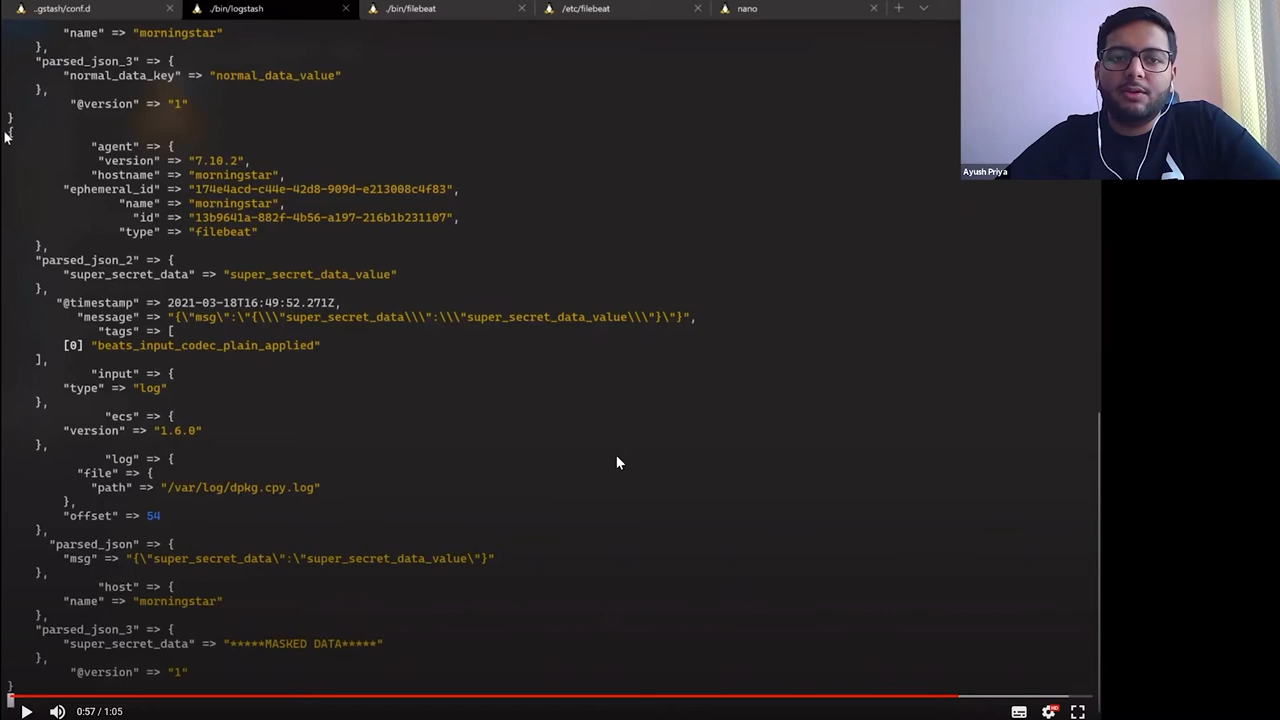 ..gstash/conf.d
./bin/logstash
./bin/filebeat
/etc/filebeat
nano
"name" => "morningstar"
},
"parsed_json_3" => {
"normal_data_key" => "normal_data_value"
},
"@version" => "1"
}
{
"agent" => {
"version" => "7.10.2",
"hostname" => "morningstar",
"ephemeral_id" => "174e4acd-c44e-42d8-909d-e213008c4f83",
"name" => "morningstar",
"id" => "13b9641a-882f-4b56-a197-216b1b231107",
"type" => "filebeat"
},
"parsed_json_2" => {
"super_secret_data" => "super_secret_data_value"
},
"@timestamp" => 2021-03-18T16:49:52.271Z,
"message" => "{\"msg\":\"{\\\"super_secret_data\\\":\\\"super_secret_data_value\\\"}\"}",
"tags" => [
[0] "beats_input_codec_plain_applied"
],
"input" => {
"type" => "log"
},
"ecs" => {
"version" => "1.6.0"
},
"log" => {
"file" => {
"path" => "/var/log/dpkg.cpy.log"
},
"offset" => 54
},
"parsed_json" => {
"msg" => "{\"super_secret_data\":\"super_secret_data_value\"}"
},
"host" => {
"name" => "morningstar"
},
"parsed_json_3" => {
"super_secret_data" => "*****MASKED DATA*****"
},
"@version" => "1"
}
Ayush Priya
0:57 / 1:05
HD